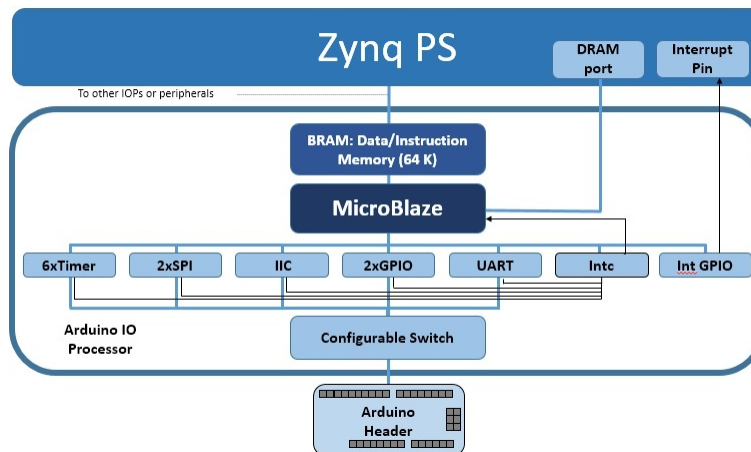 Zynq PS
DRAM
port
Interrupt
Pin
To other IOPs or peripherals
BRAM: Data/Instruction
Memory (64 K)
MicroBlaze
6xTimer
2xSPI
IIC
2xGPIO
UART
Intc
Int GPIO
Arduino IO
Processor
Configurable Switch
Arduino
Header